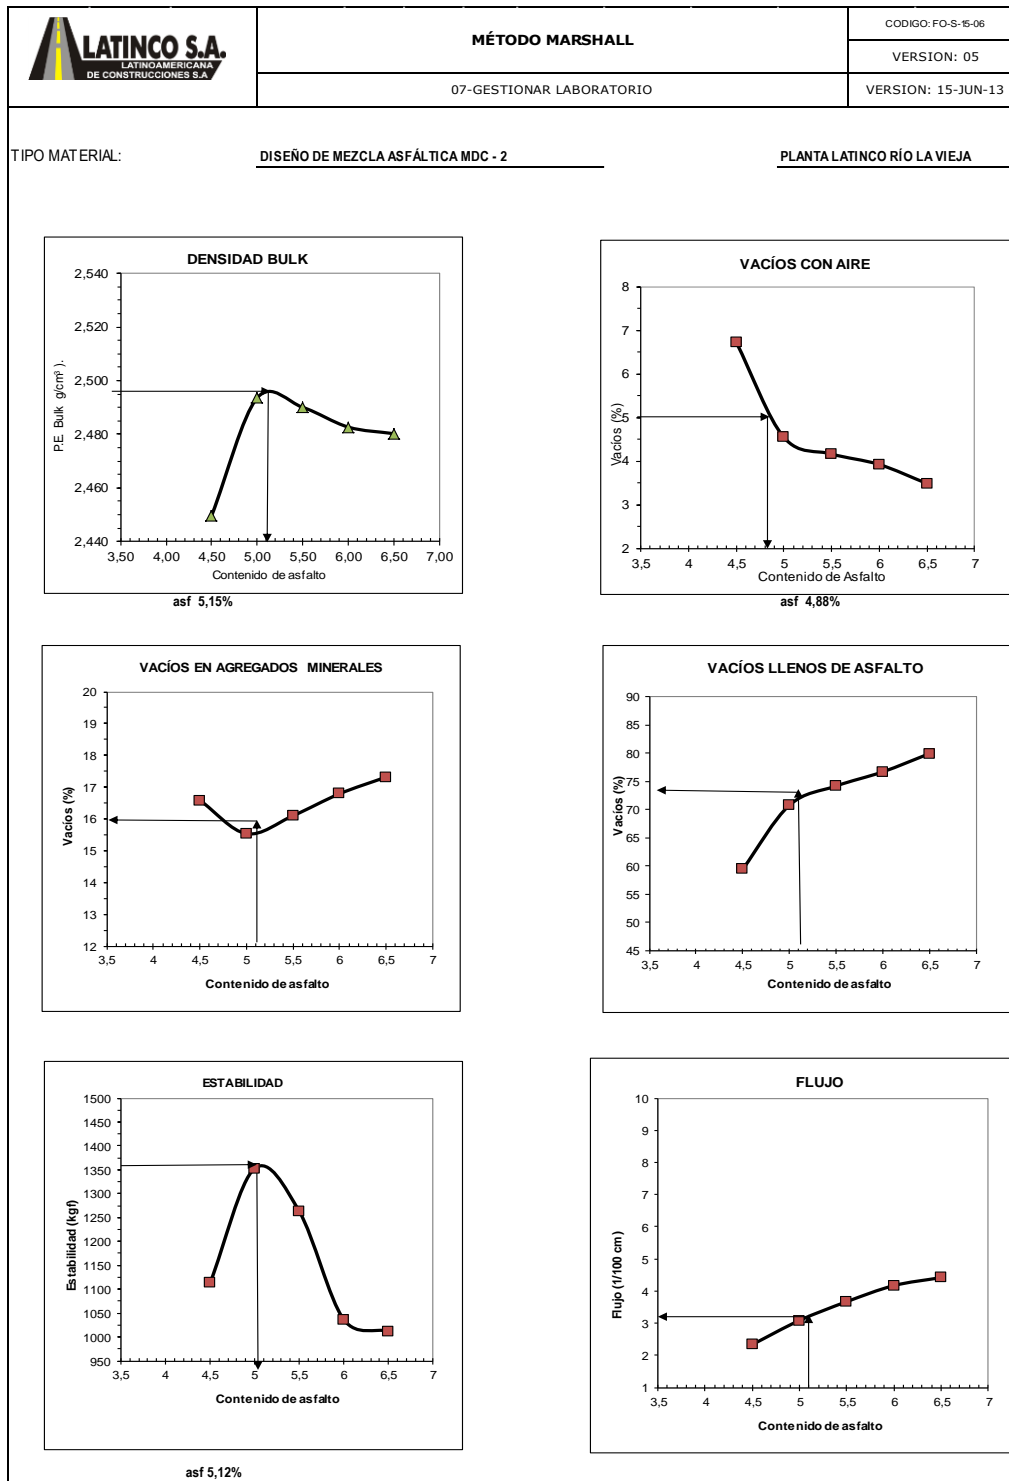 LATINCO S.A.
LATINOAMERICANA
DE CONSTRUCCIONES S.A
MÉTODO MARSHALL
07-GESTIONAR LABORATORIO
CODIGO: FO-S-15-06
VERSION: 05
VERSION: 15-JUN-13
TIPO MATERIAL:
DISEÑO DE MEZCLA ASFÁLTICA MDC - 2
PLANTA LATINCO RÍO LA VIEJA
DENSIDAD BULK
P.E. Bulk g/cm³ ).
2,540
2,520
2,500
2,480
2,460
2,440
3,50 4,00 4,50 5,00 5,50 6,00 6,50 7,00
Contenido de asfalto
asf 5,15%
VACÍOS CON AIRE
Vacíos (%)
8
7
6
5
4
3
2
3,5 4 4,5 5 5,5 6 6,5 7
Contenido de Asfalto
asf 4,88%
VACÍOS EN AGREGADOS MINERALES
Vacíos (%)
20
19
18
17
16
15
14
13
12
3,5 4 4,5 5 5,5 6 6,5 7
Contenido de asfalto
VACÍOS LLENOS DE ASFALTO
Vacíos (%)
90
85
80
75
70
65
60
55
50
45
3,5 4 4,5 5 5,5 6 6,5 7
Contenido de asfalto
ESTABILIDAD
Estabilidad (kgf)
1500
1450
1400
1350
1300
1250
1200
1150
1100
1050
1000
950
3,5 4 4,5 5 5,5 6 6,5 7
Contenido de asfalto
asf 5,12%
FLUJO
Flujo (1/100 cm)
10
9
8
7
6
5
4
3
2
1
3,5 4 4,5 5 5,5 6 6,5 7
Contenido de asfalto